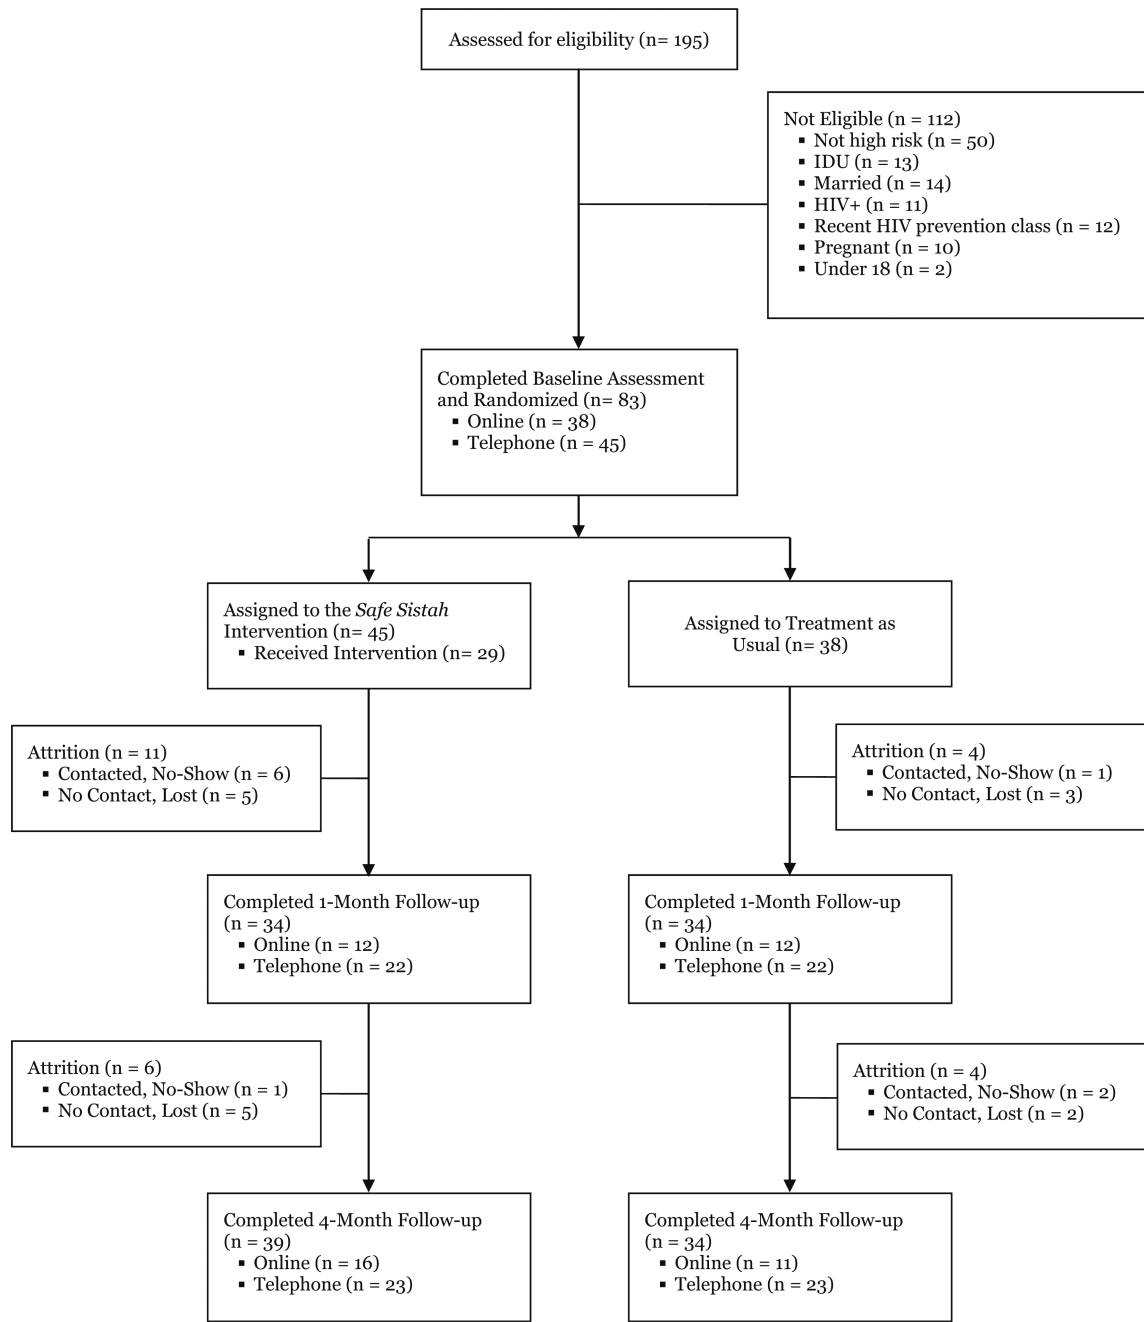 Assessed for eligibility (n= 195)
Not Eligible (n = 112)
▪ Not high risk (n = 50)
▪ IDU (n = 13)
▪ Married (n = 14)
▪ HIV+ (n = 11)
▪ Recent HIV prevention class (n = 12)
▪ Pregnant (n = 10)
▪ Under 18 (n = 2)
Completed Baseline Assessment
and Randomized (n= 83)
▪ Online (n = 38)
▪ Telephone (n = 45)
Assigned to the Safe Sistah
Intervention (n= 45)
▪ Received Intervention (n= 29)
Assigned to Treatment as
Usual (n= 38)
Attrition (n = 11)
▪ Contacted, No-Show (n = 6)
▪ No Contact, Lost (n = 5)
Attrition (n = 4)
▪ Contacted, No-Show (n = 1)
▪ No Contact, Lost (n = 3)
Completed 1-Month Follow-up
(n = 34)
▪ Online (n = 12)
▪ Telephone (n = 22)
Completed 1-Month Follow-up
(n = 34)
▪ Online (n = 12)
▪ Telephone (n = 22)
Attrition (n = 6)
▪ Contacted, No-Show (n = 1)
▪ No Contact, Lost (n = 5)
Attrition (n = 4)
▪ Contacted, No-Show (n = 2)
▪ No Contact, Lost (n = 2)
Completed 4-Month Follow-up
(n = 39)
▪ Online (n = 16)
▪ Telephone (n = 23)
Completed 4-Month Follow-up
(n = 34)
▪ Online (n = 11)
▪ Telephone (n = 23)